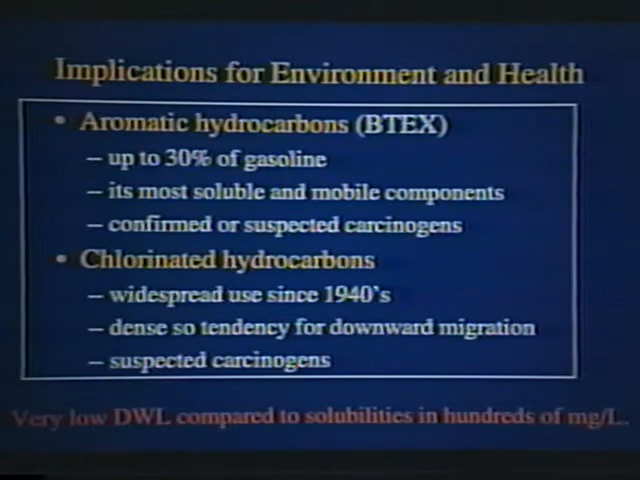 Implications for Environment and Health
• Aromatic hydrocarbons (BTEX)
– up to 30% of gasoline
– its most soluble and mobile components
– confirmed or suspected carcinogens
• Chlorinated hydrocarbons
– widespread use since 1940's
– dense so tendency for downward migration
– suspected carcinogens
Very low DWL compared to solubilities in hundreds of mg/L.